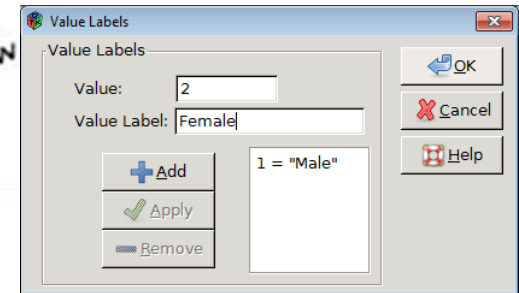 Value Labels
Value Labels
Value: 2
Value Label: Female
Add
Apply
Remove
1 = "Male"
OK
Cancel
Help